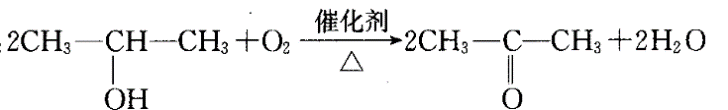 2CH₃—CH—CH₃+O₂ 催化剂 △ 2CH₃—C—CH₃+2H₂O
OH O